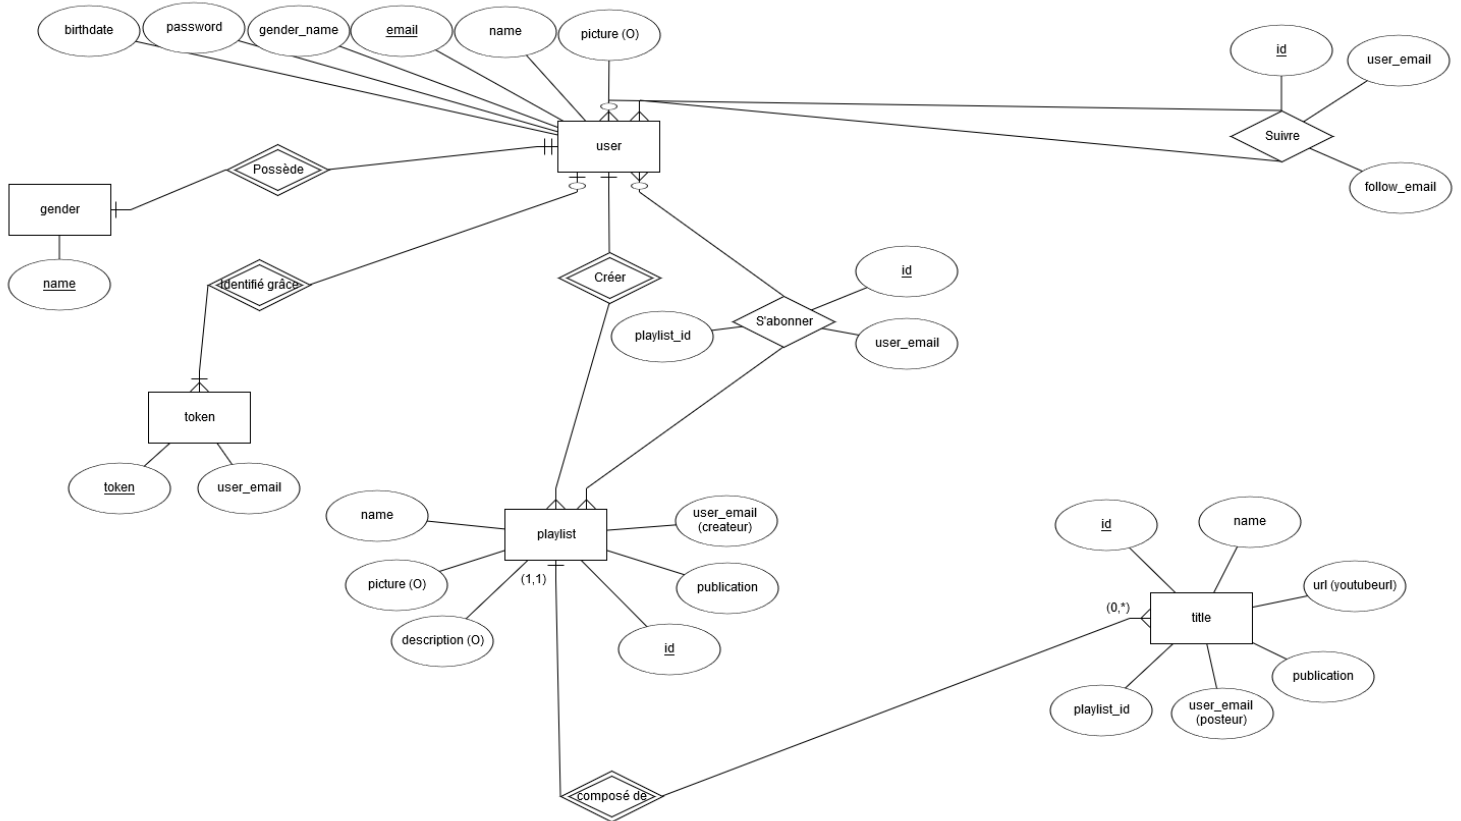 birthdate
password
gender_name
email
name
picture (O)
id
user_email
Suivre
follow_email
user
Possède
gender
name
Identifié grâce
Créer
id
playlist_id
S'abonner
user_email
token
token
user_email
name
playlist
user_email
(createur)
picture (O)
(1,1)
publication
description (O)
id
id
name
url (youtubeurl)
(0,*)
title
publication
playlist_id
user_email
(posteur)
composé de